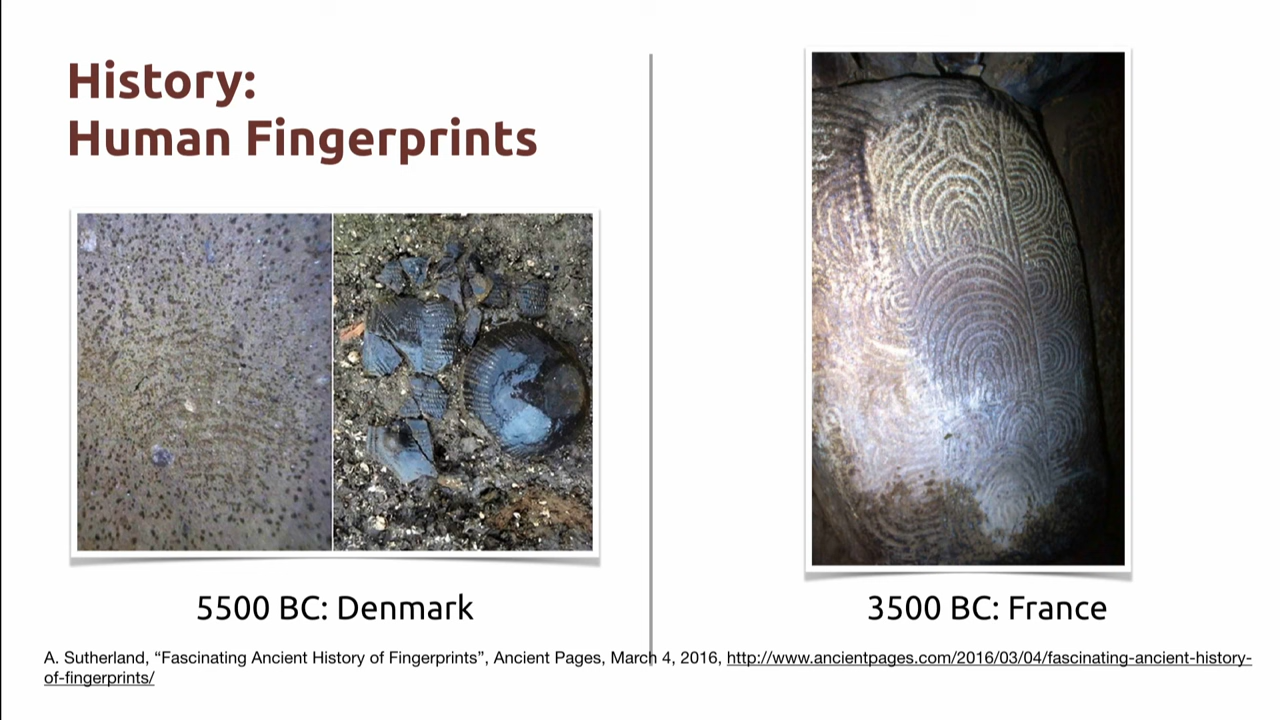 History:
Human Fingerprints
5500 BC: Denmark
3500 BC: France
A. Sutherland, “Fascinating Ancient History of Fingerprints”, Ancient Pages, March 4, 2016, http://www.ancientpages.com/2016/03/04/fascinating-ancient-history-
of-fingerprints/